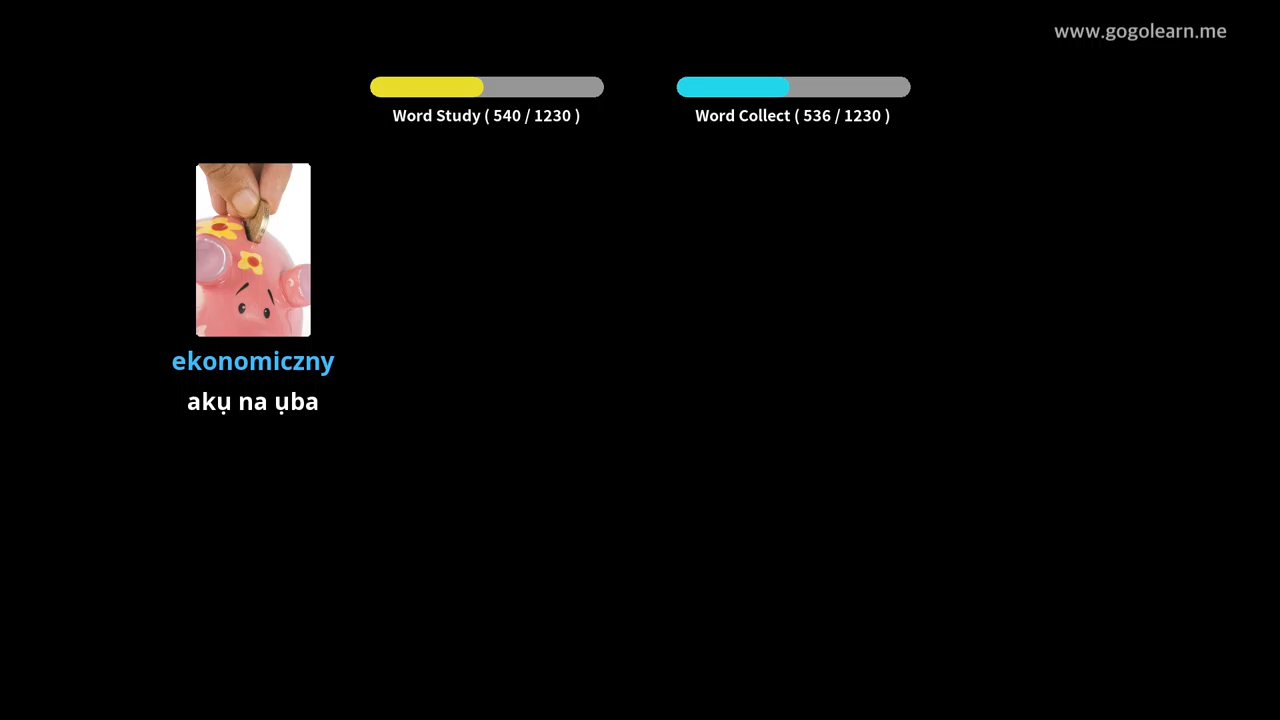 www.gogolearn.me
Word Study ( 540 / 1230 )
Word Collect ( 536 / 1230 )
ekonomiczny
akụ na ụba